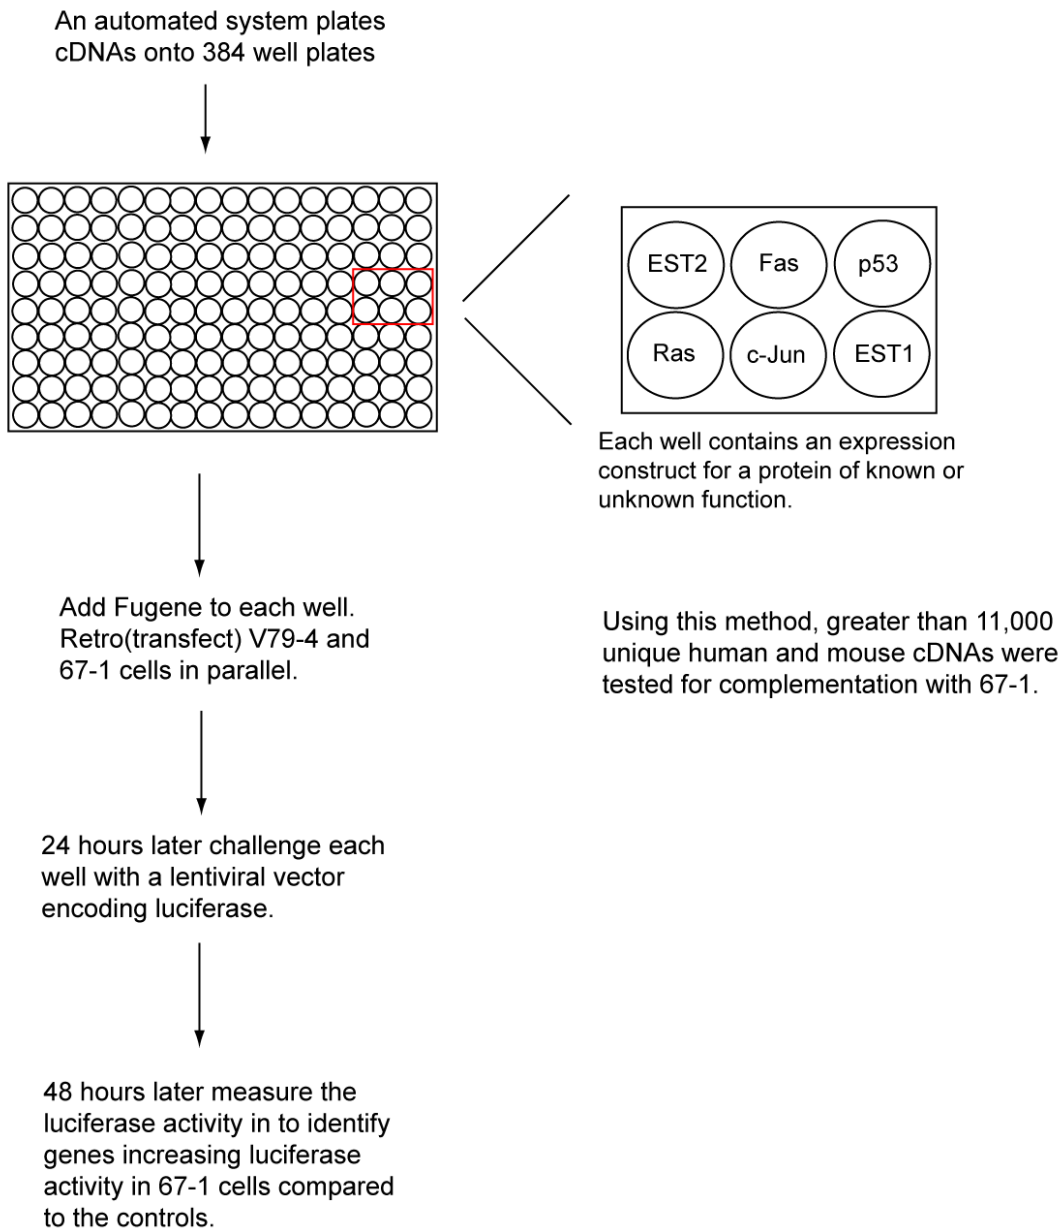 An automated system plates
cDNAs onto 384 well plates
EST2
Fas
p53
Ras
c-Jun
EST1
Each well contains an expression
construct for a protein of known or
unknown function.
Add Fugene to each well.
Retro(transfect) V79-4 and
67-1 cells in parallel.
Using this method, greater than 11,000
unique human and mouse cDNAs were
tested for complementation with 67-1.
24 hours later challenge each
well with a lentiviral vector
encoding luciferase.
48 hours later measure the
luciferase activity in to identify
genes increasing luciferase
activity in 67-1 cells compared
to the controls.